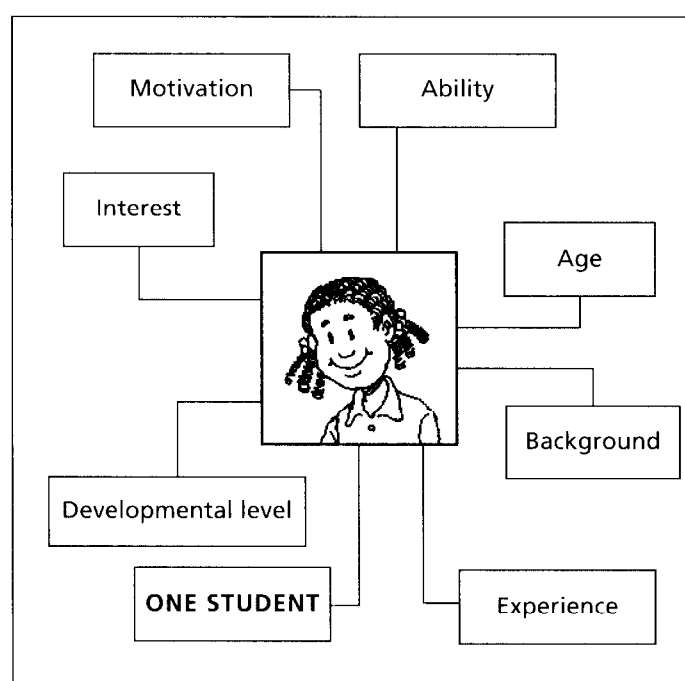 Motivation
Ability
Interest
Age
Background
Developmental level
ONE STUDENT
Experience